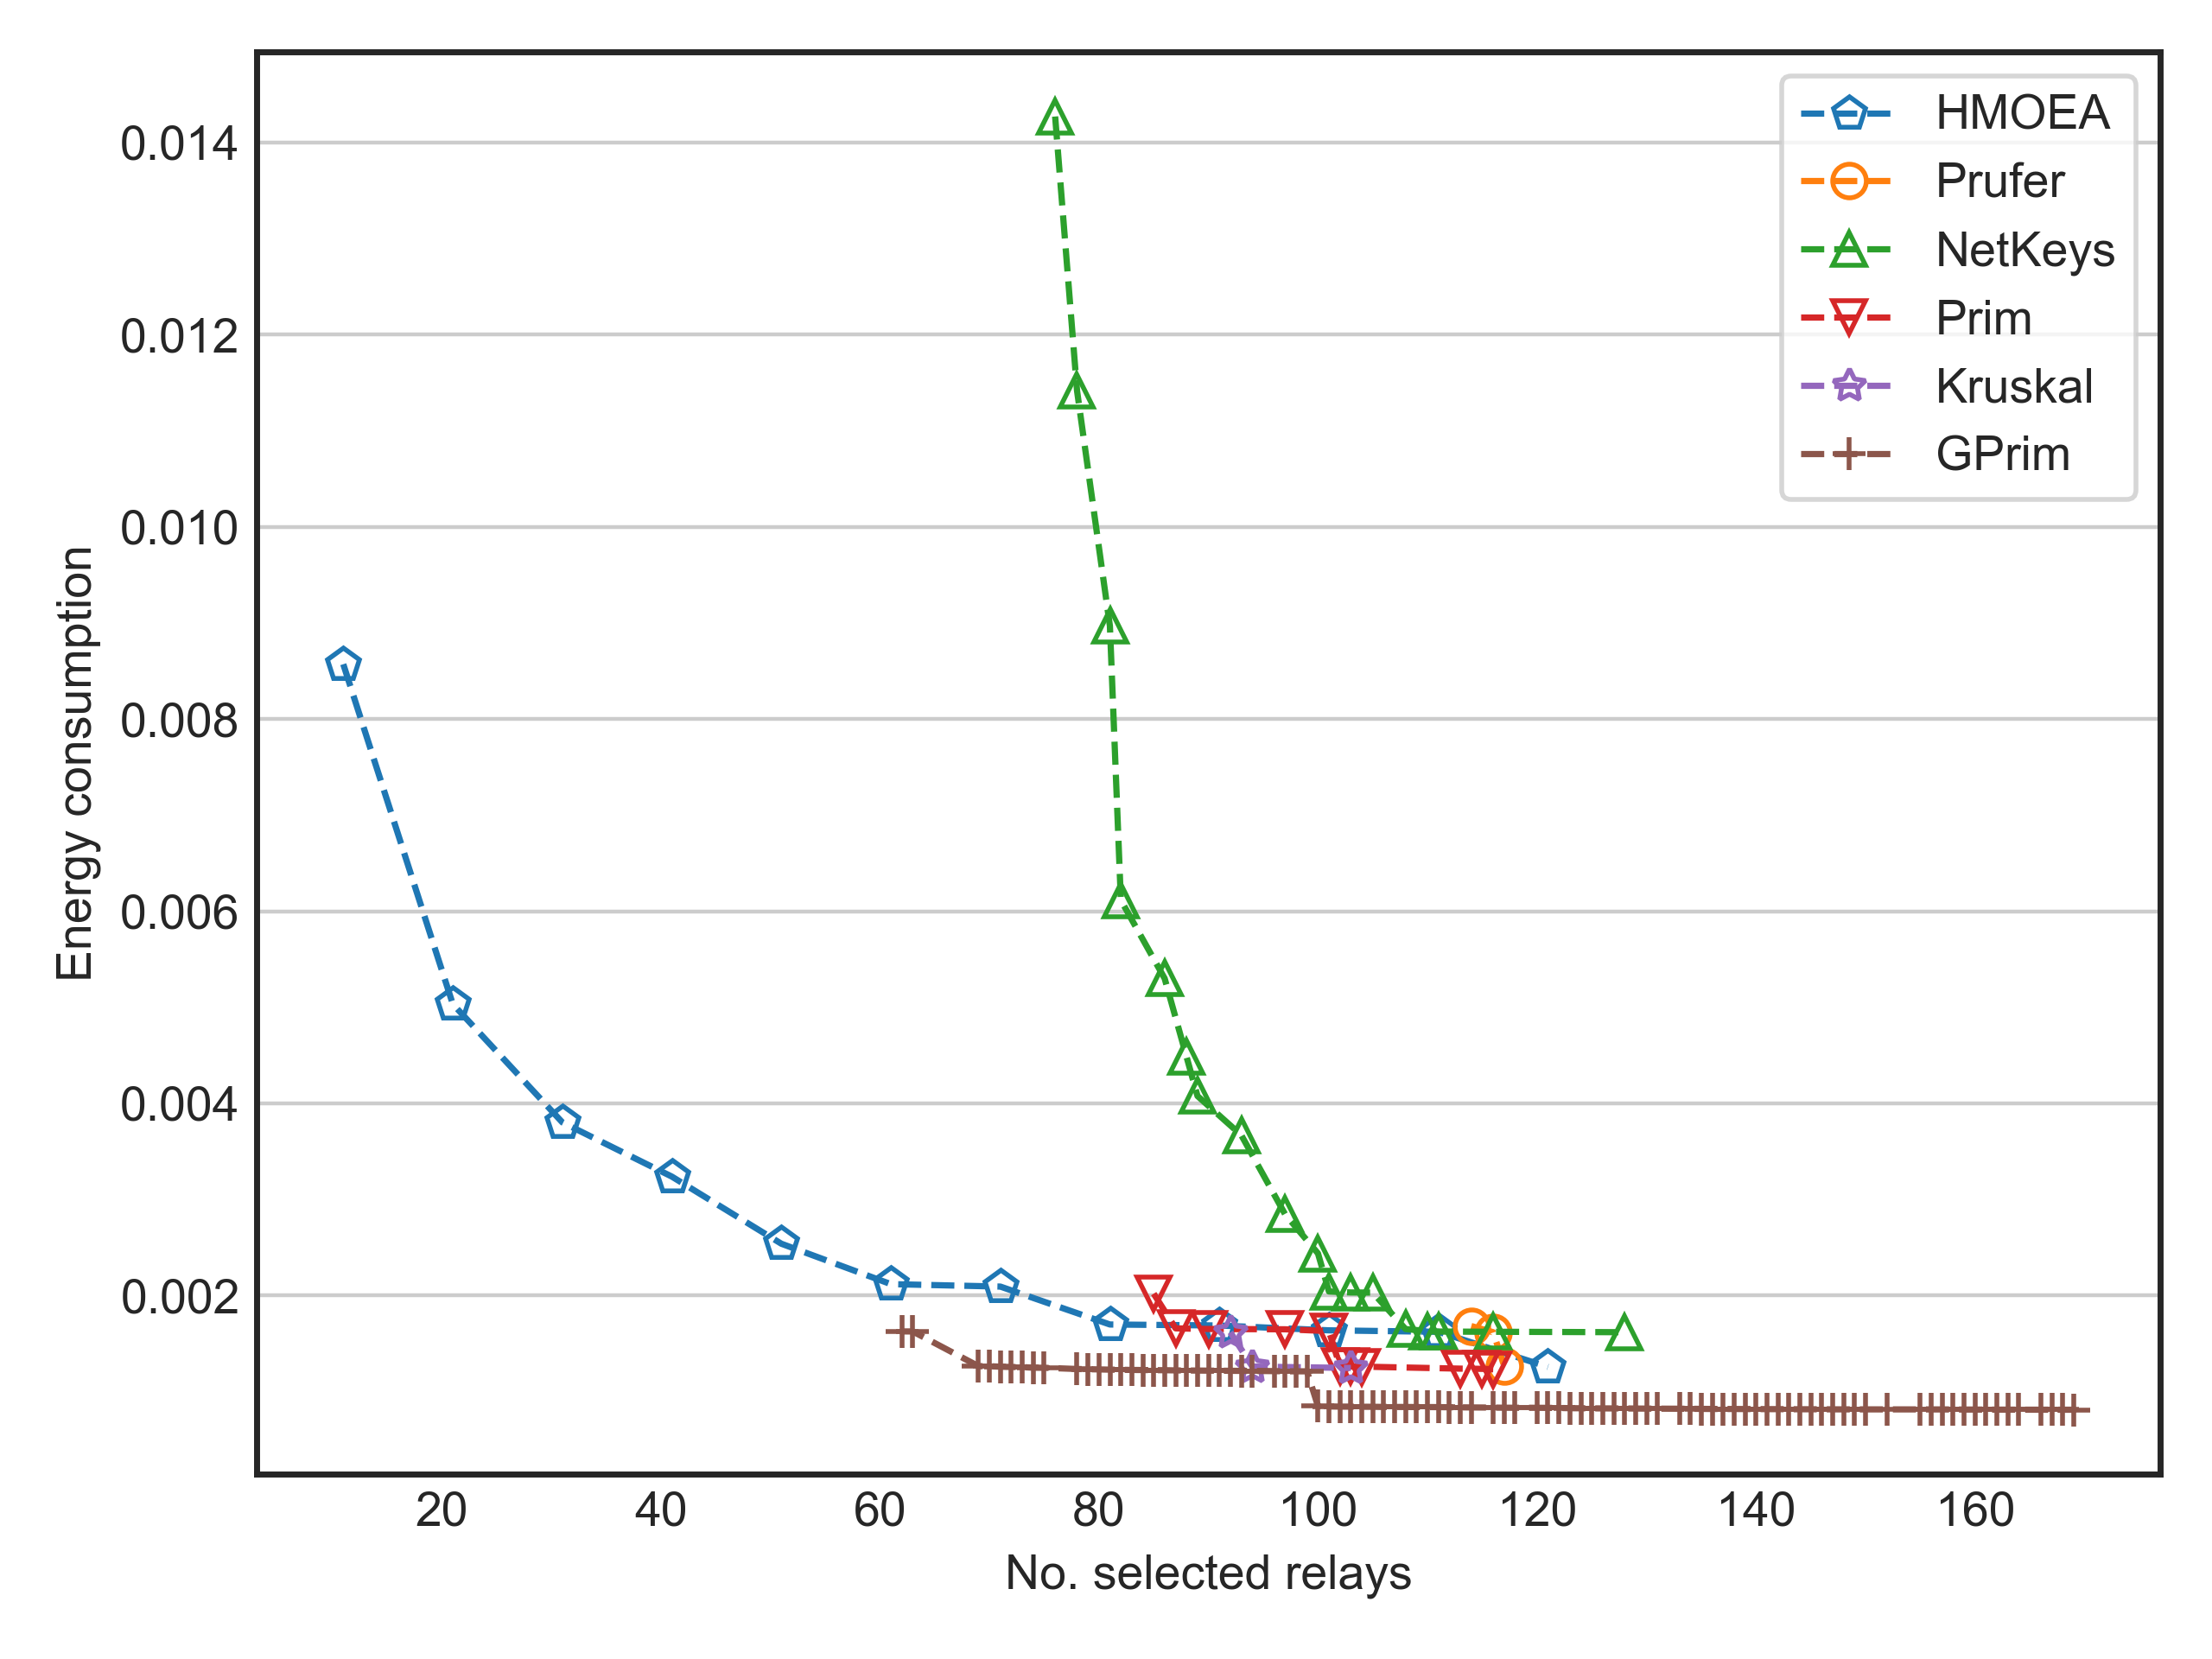 HMOEA
Prufer
NetKeys
Prim
Kruskal
GPrim
0.014
0.012
0.010
0.008
0.006
0.004
0.002
Energy consumption
20 40 60 80 100 120 140 160
No. selected relays